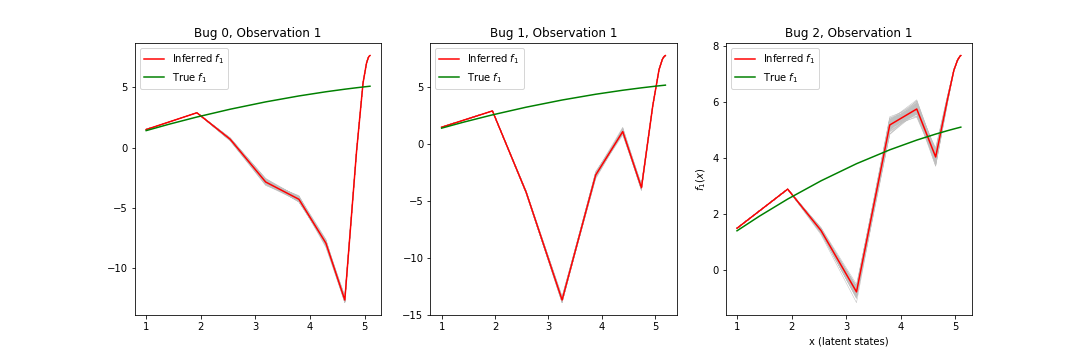 Bug 0, Observation 1
Inferred f₁
True f₁
5
0
−5
−10
1
2
3
4
5
Bug 1, Observation 1
Inferred f₁
True f₁
5
0
−5
−10
−15
1
2
3
4
5
Bug 2, Observation 1
Inferred f₁
True f₁
f₁(x)
8
6
4
2
0
1
2
3
4
5
x (latent states)